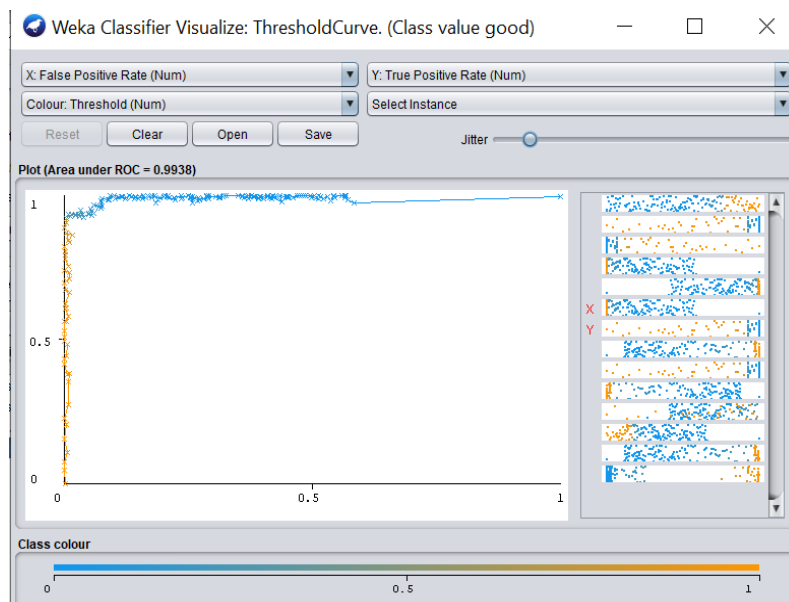 Weka Classifier Visualize: ThresholdCurve. (Class value good)
X: False Positive Rate (Num) Y: True Positive Rate (Num)
Colour: Threshold (Num) Select Instance
Reset Clear Open Save Jitter
Plot (Area under ROC = 0.9938)
1
0.5
0
0 0.5 1
X
Y
Class colour
0 0.5 1